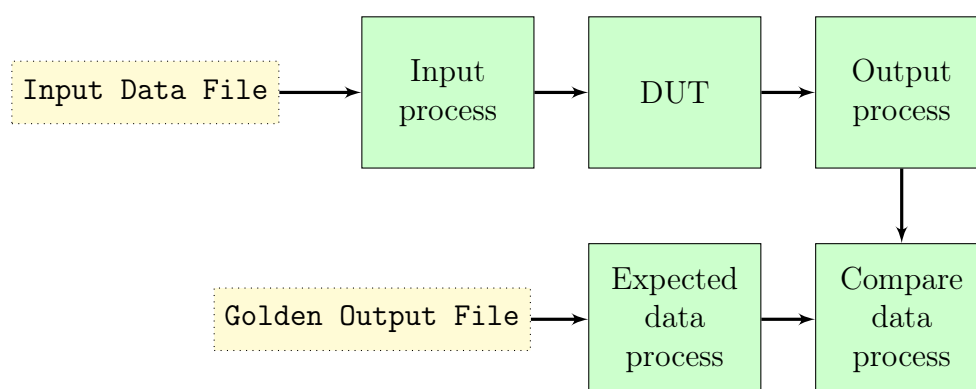 Input Data File
Input
process
DUT
Output
process
Golden Output File
Expected
data
process
Compare
data
process